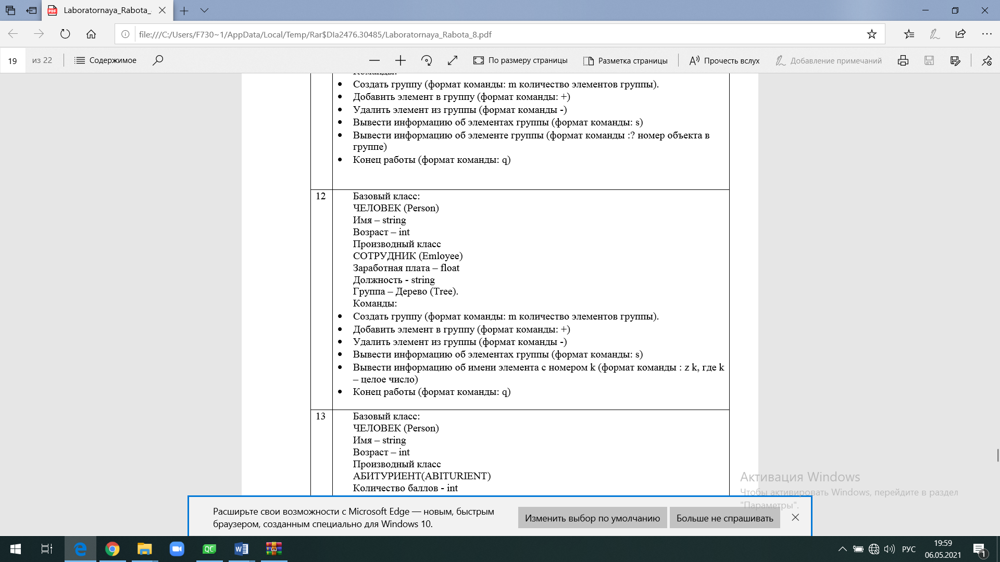 Laboratornaya_Rabota_
file:///C:/Users/F730~1/AppData/Local/Temp/Rar$DIa2476.30485/Laboratornaya_Rabota_8.pdf
19 из 22 Содержимое По размеру страницы Разметка страницы Прочесть вслух Добавление примечаний
Команды:
• Создать группу (формат команды: m количество элементов группы).
• Добавить элемент в группу (формат команды: +)
• Удалить элемент из группы (формат команды -)
• Вывести информацию об элементах группы (формат команды: s)
• Вывести информацию об элементе группы (формат команды :? номер объекта в
группе)
• Конец работы (формат команды: q)
12 Базовый класс:
ЧЕЛОВЕК (Person)
Имя – string
Возраст – int
Производный класс
СОТРУДНИК (Emloyee)
Заработная плата – float
Должность - string
Группа – Дерево (Tree).
Команды:
• Создать группу (формат команды: m количество элементов группы).
• Добавить элемент в группу (формат команды: +)
• Удалить элемент из группы (формат команды -)
• Вывести информацию об элементах группы (формат команды: s)
• Вывести информацию об имени элемента с номером k (формат команды : z k, где k
– целое число)
• Конец работы (формат команды: q)
13 Базовый класс:
ЧЕЛОВЕК (Person)
Имя – string
Возраст – int
Производный класс
АБИТУРИЕНТ(ABITURIENT)
Количество баллов - int
Активация Windows
Чтобы активировать Windows, перейдите в раздел
"Параметры".
Расширьте свои возможности с Microsoft Edge — новым, быстрым
браузером, созданным специально для Windows 10.
Изменить выбор по умолчанию
Больше не спрашивать
РУС
19:59
06.05.2021
1